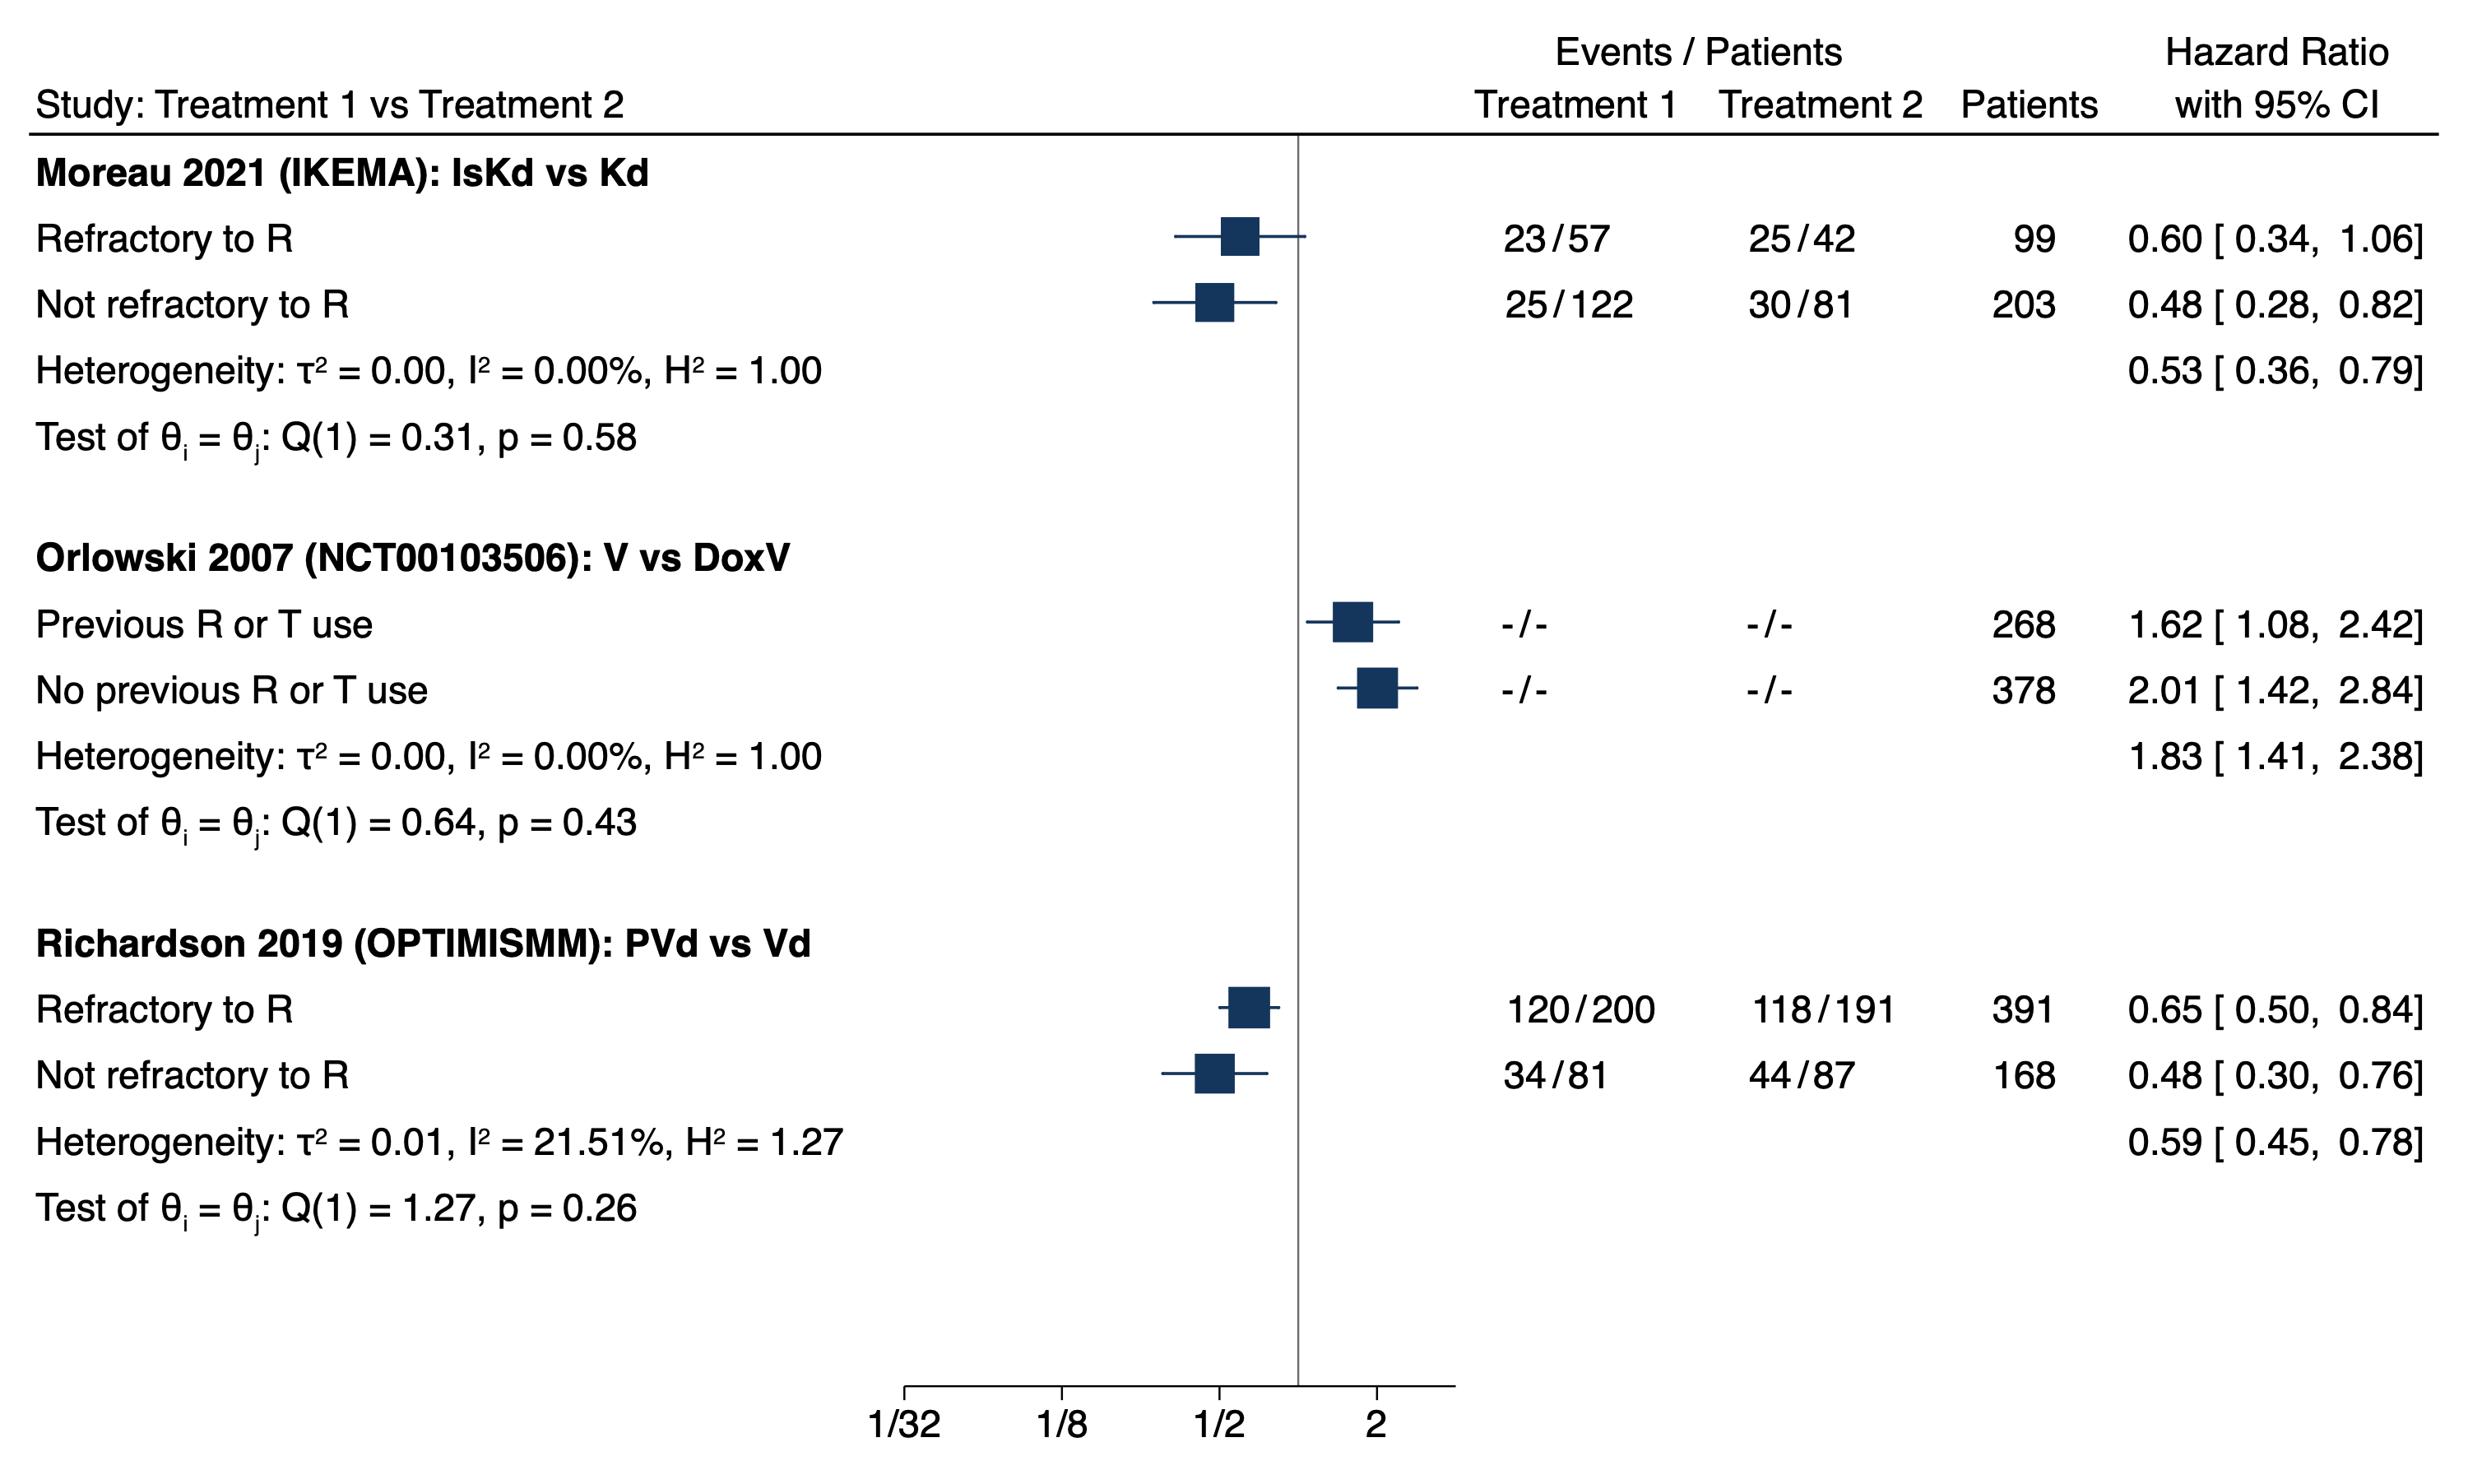 Events / Patients Hazard Ratio
Study: Treatment 1 vs Treatment 2 Treatment 1 Treatment 2 Patients with 95% CI
Moreau 2021 (IKEMA): IsKd vs Kd
Refractory to R 23/57 25/42 99 0.60 [ 0.34, 1.06]
Not refractory to R 25/122 30/81 203 0.48 [ 0.28, 0.82]
Heterogeneity: τ² = 0.00, I² = 0.00%, H² = 1.00 0.53 [ 0.36, 0.79]
Test of θᵢ = θⱼ: Q(1) = 0.31, p = 0.58
Orlowski 2007 (NCT00103506): V vs DoxV
Previous R or T use -/- -/- 268 1.62 [ 1.08, 2.42]
No previous R or T use -/- -/- 378 2.01 [ 1.42, 2.84]
Heterogeneity: τ² = 0.00, I² = 0.00%, H² = 1.00 1.83 [ 1.41, 2.38]
Test of θᵢ = θⱼ: Q(1) = 0.64, p = 0.43
Richardson 2019 (OPTIMISMM): PVd vs Vd
Refractory to R 120/200 118/191 391 0.65 [ 0.50, 0.84]
Not refractory to R 34/81 44/87 168 0.48 [ 0.30, 0.76]
Heterogeneity: τ² = 0.01, I² = 21.51%, H² = 1.27 0.59 [ 0.45, 0.78]
Test of θᵢ = θⱼ: Q(1) = 1.27, p = 0.26
1/32 1/8 1/2 2